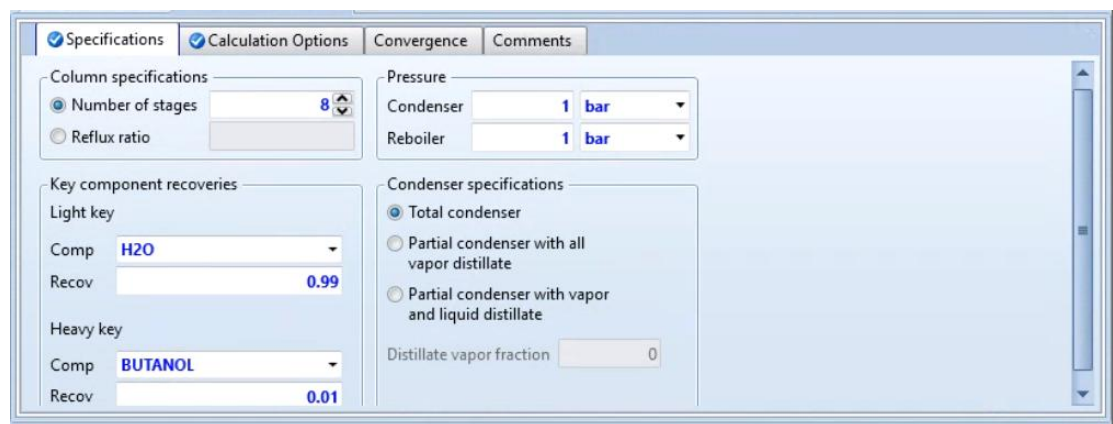 Specifications
Calculation Options
Convergence
Comments
Column specifications
Number of stages 8
Reflux ratio
Pressure
Condenser 1 bar
Reboiler 1 bar
Key component recoveries
Light key
Comp H2O
Recov 0.99
Heavy key
Comp BUTANOL
Recov 0.01
Condenser specifications
Total condenser
Partial condenser with all
vapor distillate
Partial condenser with vapor
and liquid distillate
Distillate vapor fraction 0